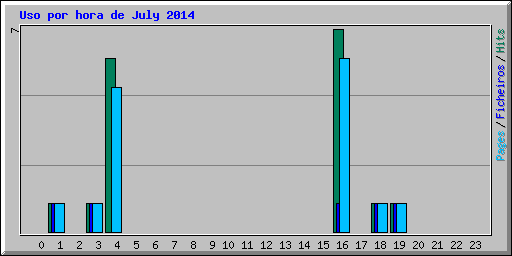 Uso por hora de July 2014
7
Pages / Ficheiros / Hits
0 1 2 3 4 5 6 7 8 9 10 11 12 13 14 15 16 17 18 19 20 21 22 23